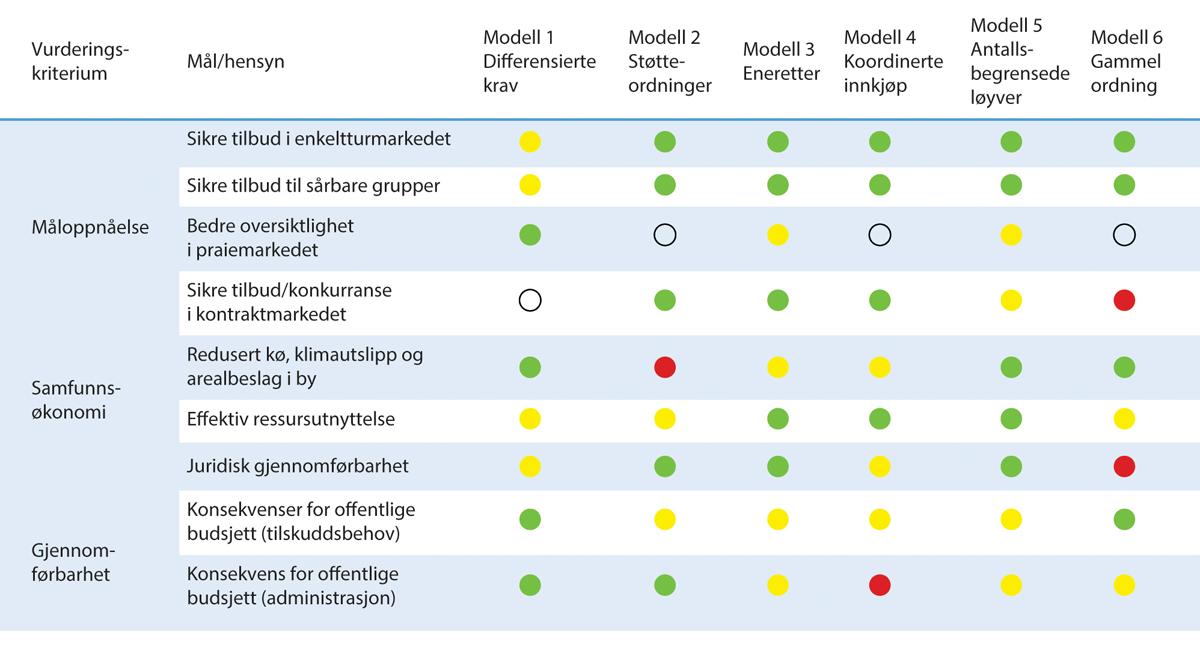 Vurderings-
kriterium
Mål/hensyn
Modell 1
Differensierte
krav
Modell 2
Støtte-
ordninger
Modell 3
Eneretter
Modell 4
Koordinerte
innkjøp
Modell 5
Antalls-
begrensede
løyver
Modell 6
Gammel
ordning
Måloppnåelse
Sikre tilbud i enkeltturmarkedet
Sikre tilbud til sårbare grupper
Bedre oversiktlighet
i praiemarkedet
Sikre tilbud/konkurranse
i kontraktmarkedet
Samfunns-
økonomi
Redusert kø, klimautslipp og
arealbeslag i by
Effektiv ressursutnyttelse
Gjennom-
førbarhet
Juridisk gjennomførbarhet
Konsekvenser for offentlige
budsjett (tilskuddsbehov)
Konsekvens for offentlige
budsjett (administrasjon)